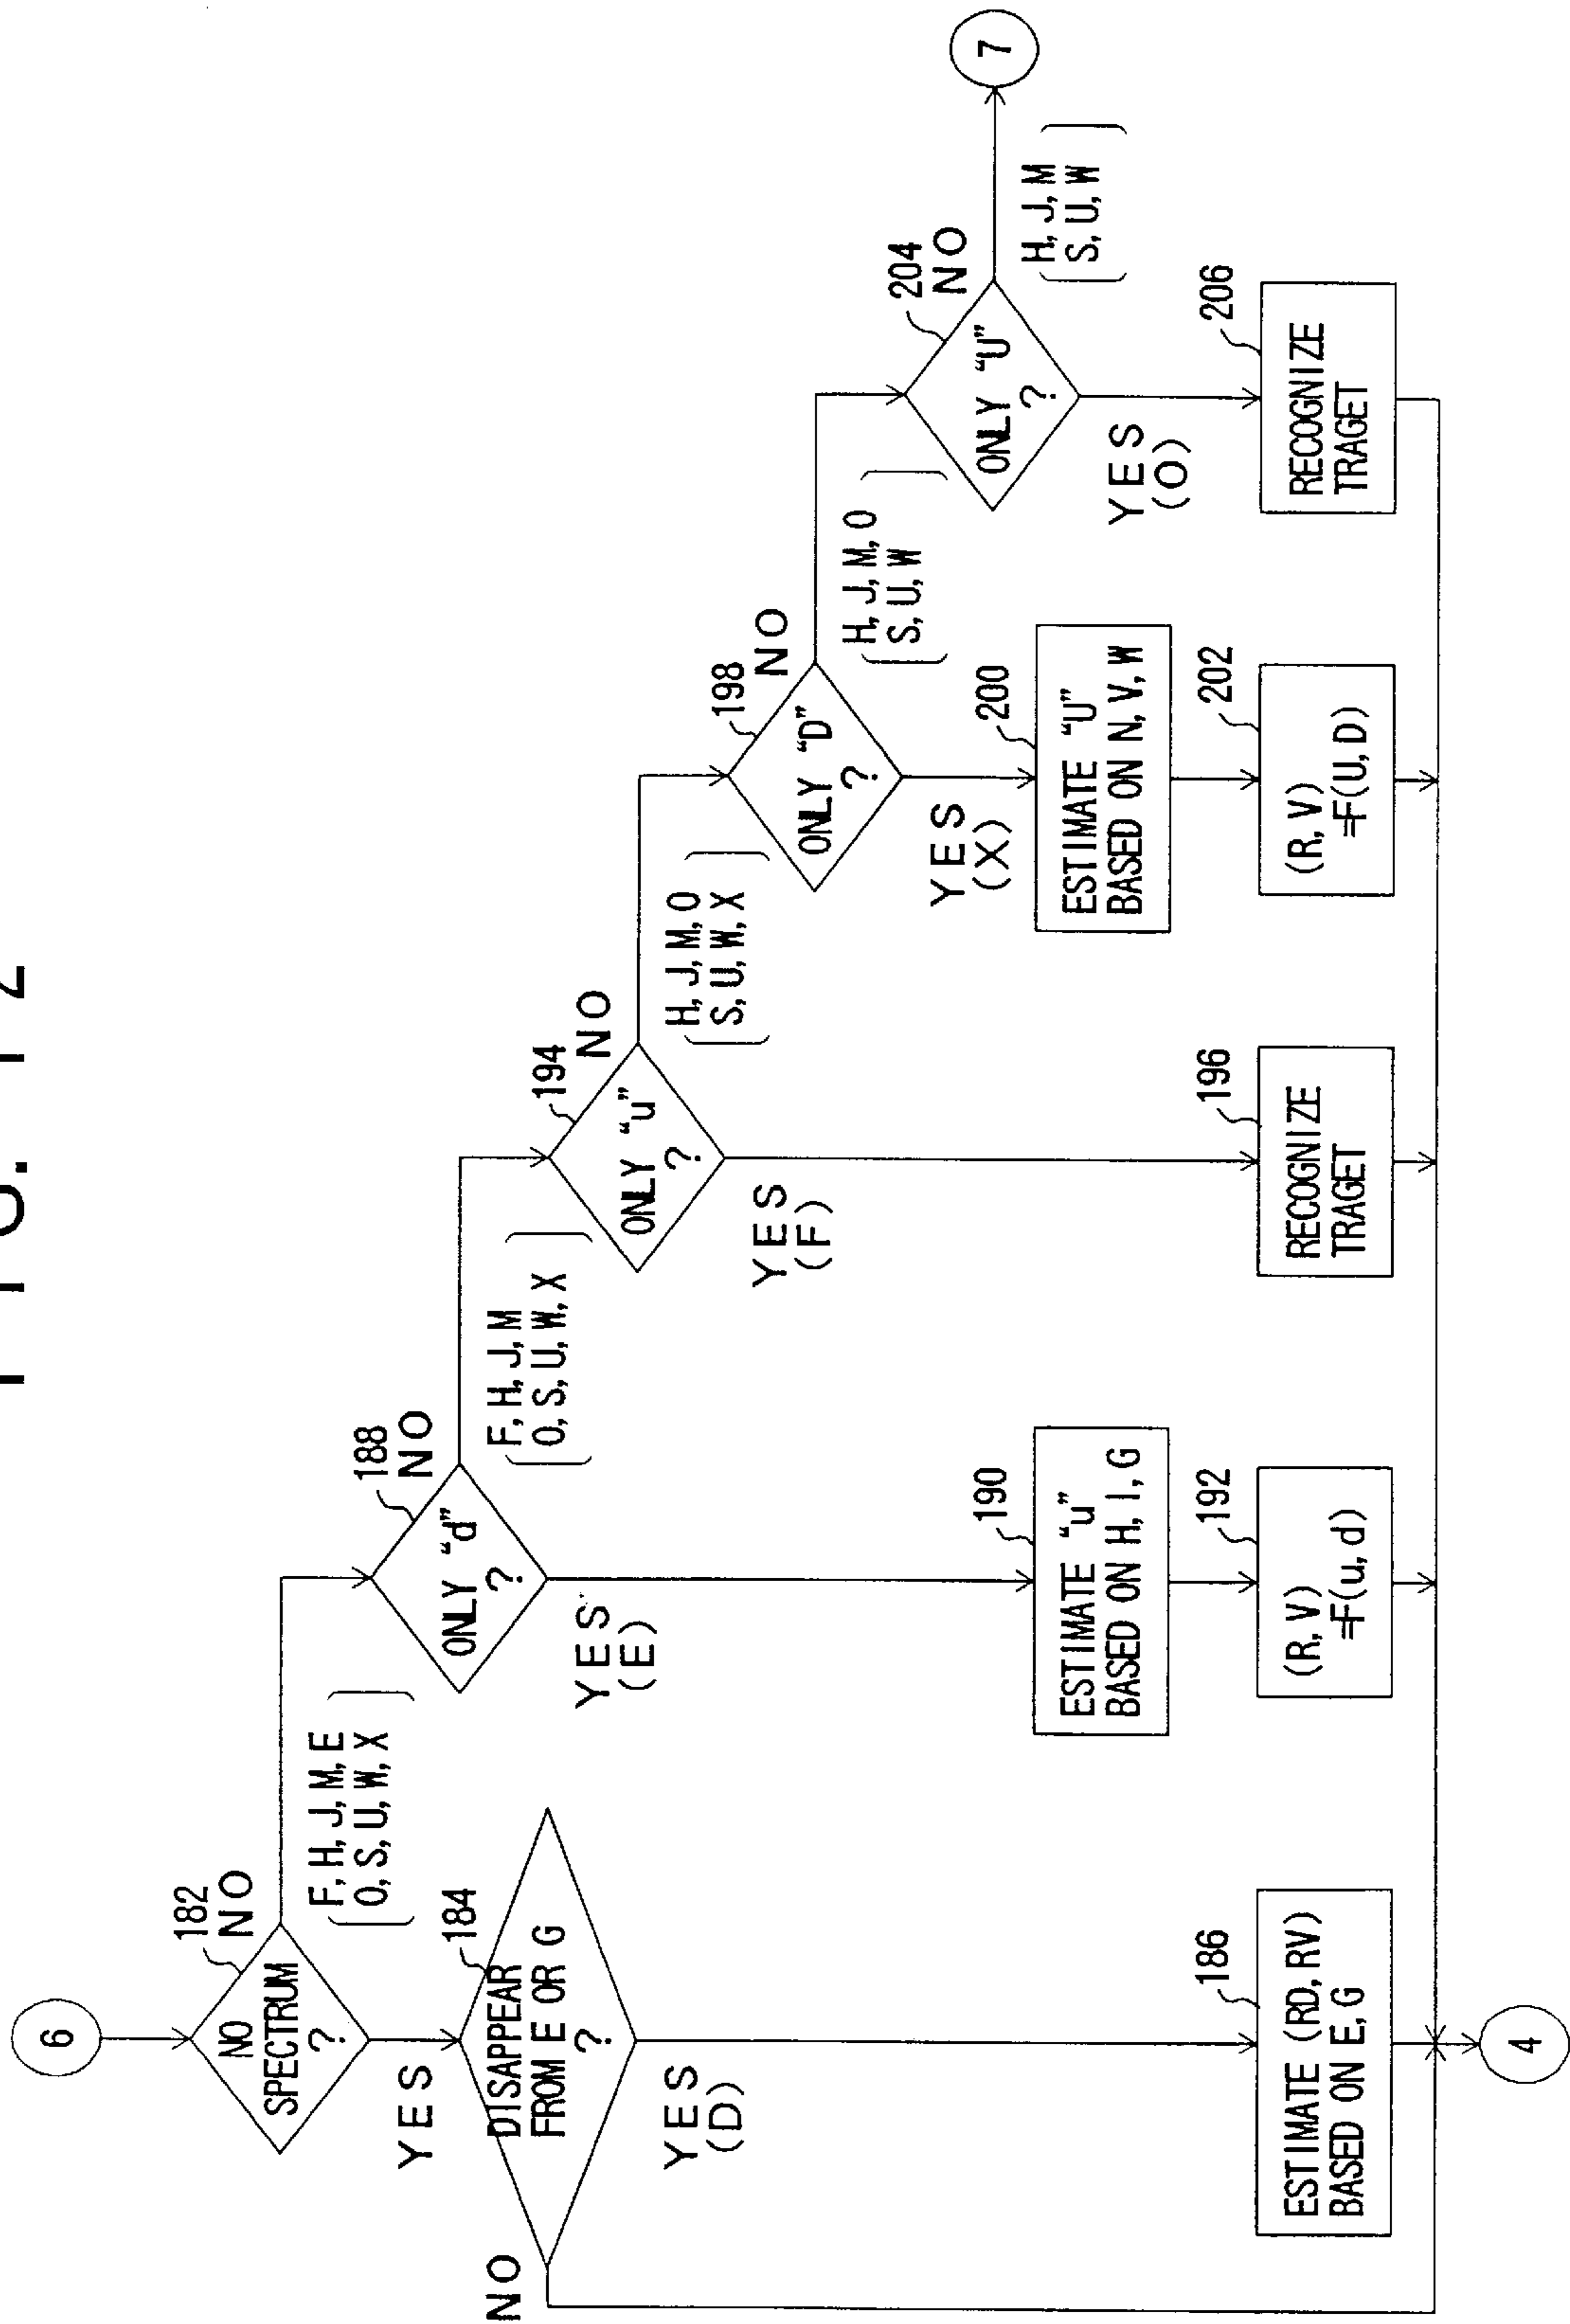 FIG. 12
6
182
NO
SPECTRUM
?
NO
F, H, J, M, E
O, S, U, W, X
YES
184
DISAPPEAR
FROM E OR G
?
NO
YES
(D)
186
ESTIMATE (RD, RV)
BASED ON E, G
4
188
ONLY "d"
?
NO
F, H, J, M
O, S, U, W, X
YES
(E)
190
ESTIMATE "u"
BASED ON H, I, G
192
(R, V)
=F(u, d)
194
ONLY "u"
?
NO
H, J, M, O
S, U, W, X
YES
(F)
196
RECOGNIZE
TRAGET
198
ONLY "D"
?
NO
H, J, M, O
S, U, W
YES
(X)
200
ESTIMATE "U"
BASED ON N, V, W
202
(R, V)
=F(U, D)
204
ONLY "U"
?
NO
H, J, M
S, U, W
YES
(O)
206
RECOGNIZE
TRAGET
7